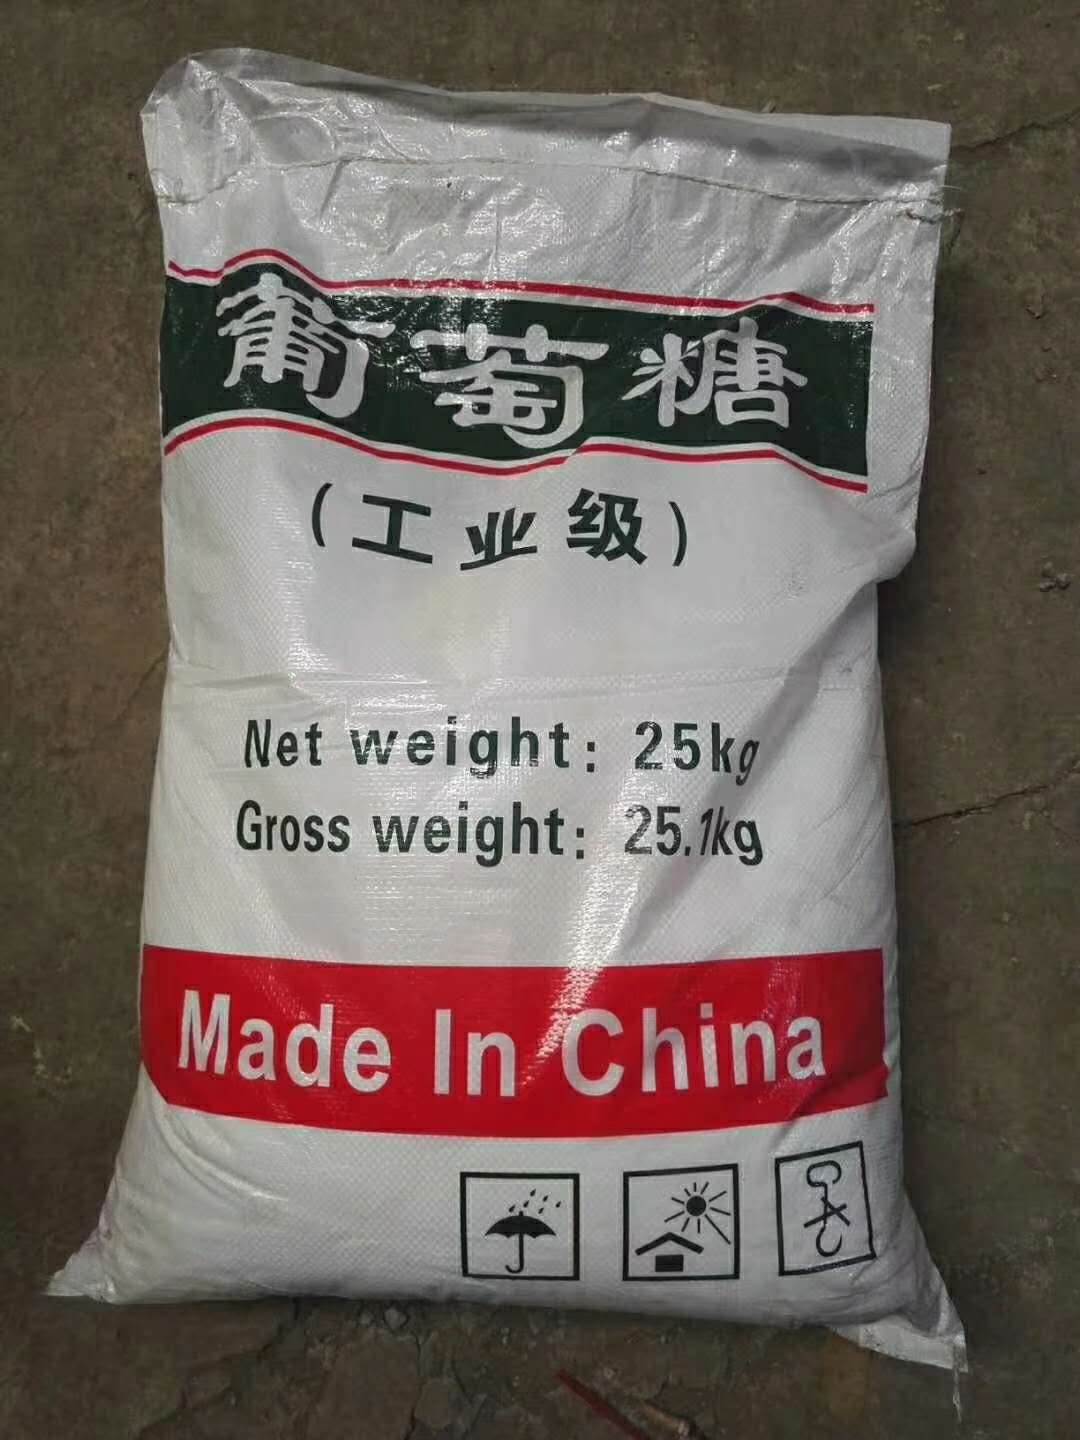 葡萄糖
(工业级)
Net weight: 25kg
Gross weight: 25.1kg
Made In China